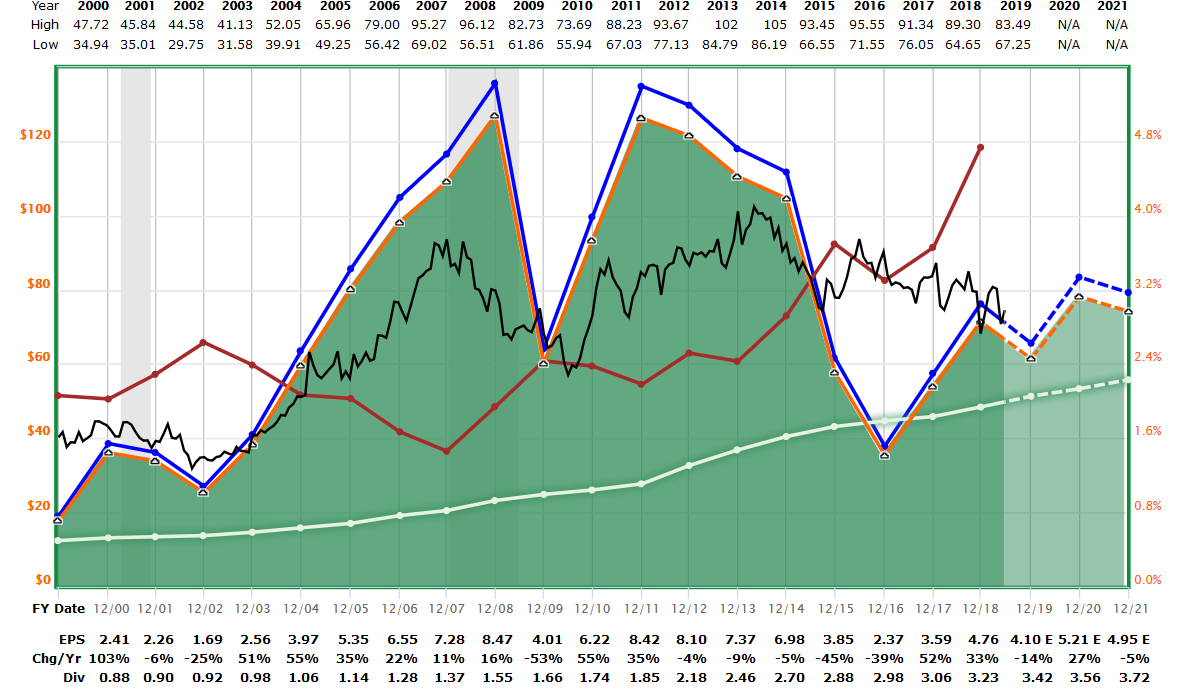 Year 2000 2001 2002 2003 2004 2005 2006 2007 2008 2009 2010 2011 2012 2013 2014 2015 2016 2017 2018 2019 2020 2021
High 47.72 45.84 44.58 41.13 52.05 65.96 79.00 95.27 96.12 82.73 73.69 88.23 93.67 102 105 93.45 95.55 91.34 89.30 83.49 N/A N/A
Low 34.94 35.01 29.75 31.58 39.91 49.25 56.42 69.02 56.51 61.86 55.94 67.03 77.13 84.79 86.19 66.55 71.55 76.05 64.65 67.25 N/A N/A
$120 4.8%
$100 4.0%
$80 3.2%
$60 2.4%
$40 1.6%
$20 0.8%
$0 0.0%
FY Date 12/00 12/01 12/02 12/03 12/04 12/05 12/06 12/07 12/08 12/09 12/10 12/11 12/12 12/13 12/14 12/15 12/16 12/17 12/18 12/19 12/20 12/21
EPS 2.41 2.26 1.69 2.56 3.97 5.35 6.55 7.28 8.47 4.01 6.22 8.42 8.10 7.37 6.98 3.85 2.37 3.59 4.76 4.10 E 5.21 E 4.95 E
Chg/Yr 103% -6% -25% 51% 55% 35% 22% 11% 16% -53% 55% 35% -4% -9% -5% -45% -39% 52% 33% -14% 27% -5%
Div 0.88 0.90 0.92 0.98 1.06 1.14 1.28 1.37 1.55 1.66 1.74 1.85 2.18 2.46 2.70 2.88 2.98 3.06 3.23 3.42 3.56 3.72